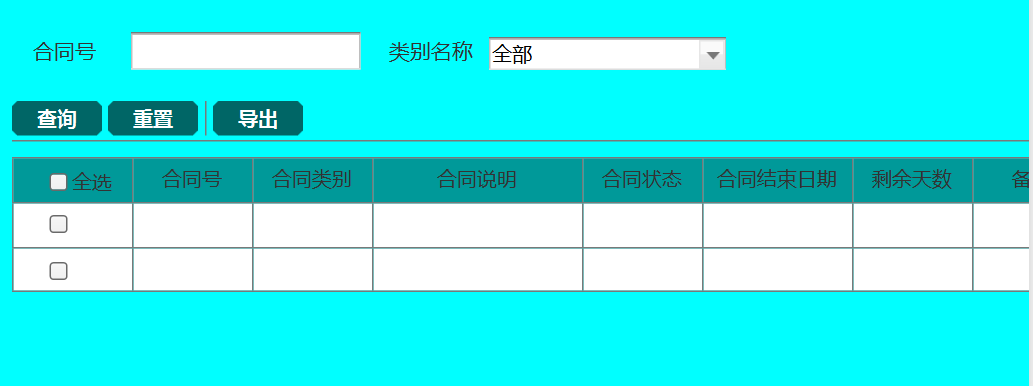 合同号 类别名称 全部
查询 重置 导出
全选 合同号 合同类别 合同说明 合同状态 合同结束日期 剩余天数 备